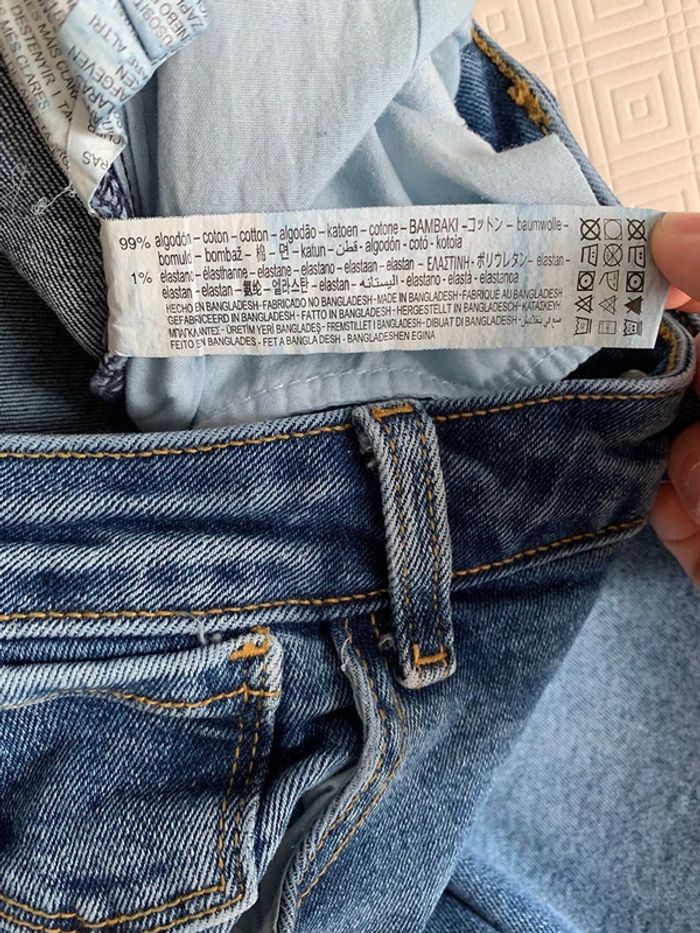 99% algodón - coton - cotton - algodão - katoen - cotone - BAMBAKI - コットン - baumwolle -
bomuld - bombaž - 棉 - 면 - katun - قطن - algodón - cotó - kotoia
1% elastano - élasthanne - elastane - elastano - elastaan - elastan - ΕΛΑΣΤΙΝΗ - ポリウレタン - elastan -
elastan - elastan - 氨纶 - 엘라스탄 - elastan - الیستانه - elastano - elastà - elastanoa
HECHO EN BANGLADESH - FABRICADO NO BANGLADESH - MADE IN BANGLADESH - FABRIQUÉ AU BANGLADESH
GEFABRICEERD IN BANGLADESH - FATTO IN BANGLADESH - HERGESTELLT IN BANGLADESH - ΚΑΤΑΣΚΕΥΗ
ΜΠΑΓΚΛΑΝΤΕΣ - ÜRETİM YERİ BANGLADEŞ - FREMSTILLET I BANGLADESH - DIBUAT DI BANGLADESH - صنع في بنغلاديش
FEITO EN BANGLADES - FET A BANGLADESH - BANGLADESHEN EGINA